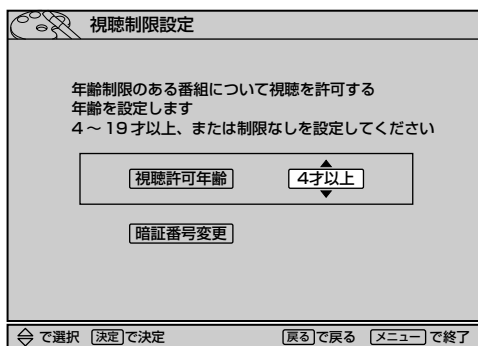 視聴制限設定
年齢制限のある番組について視聴を許可する
年齢を設定します
4～19才以上、または制限なしを設定してください
視聴許可年齢 4才以上
暗証番号変更
で選択 決定 で決定 戻る で戻る メニュー で終了